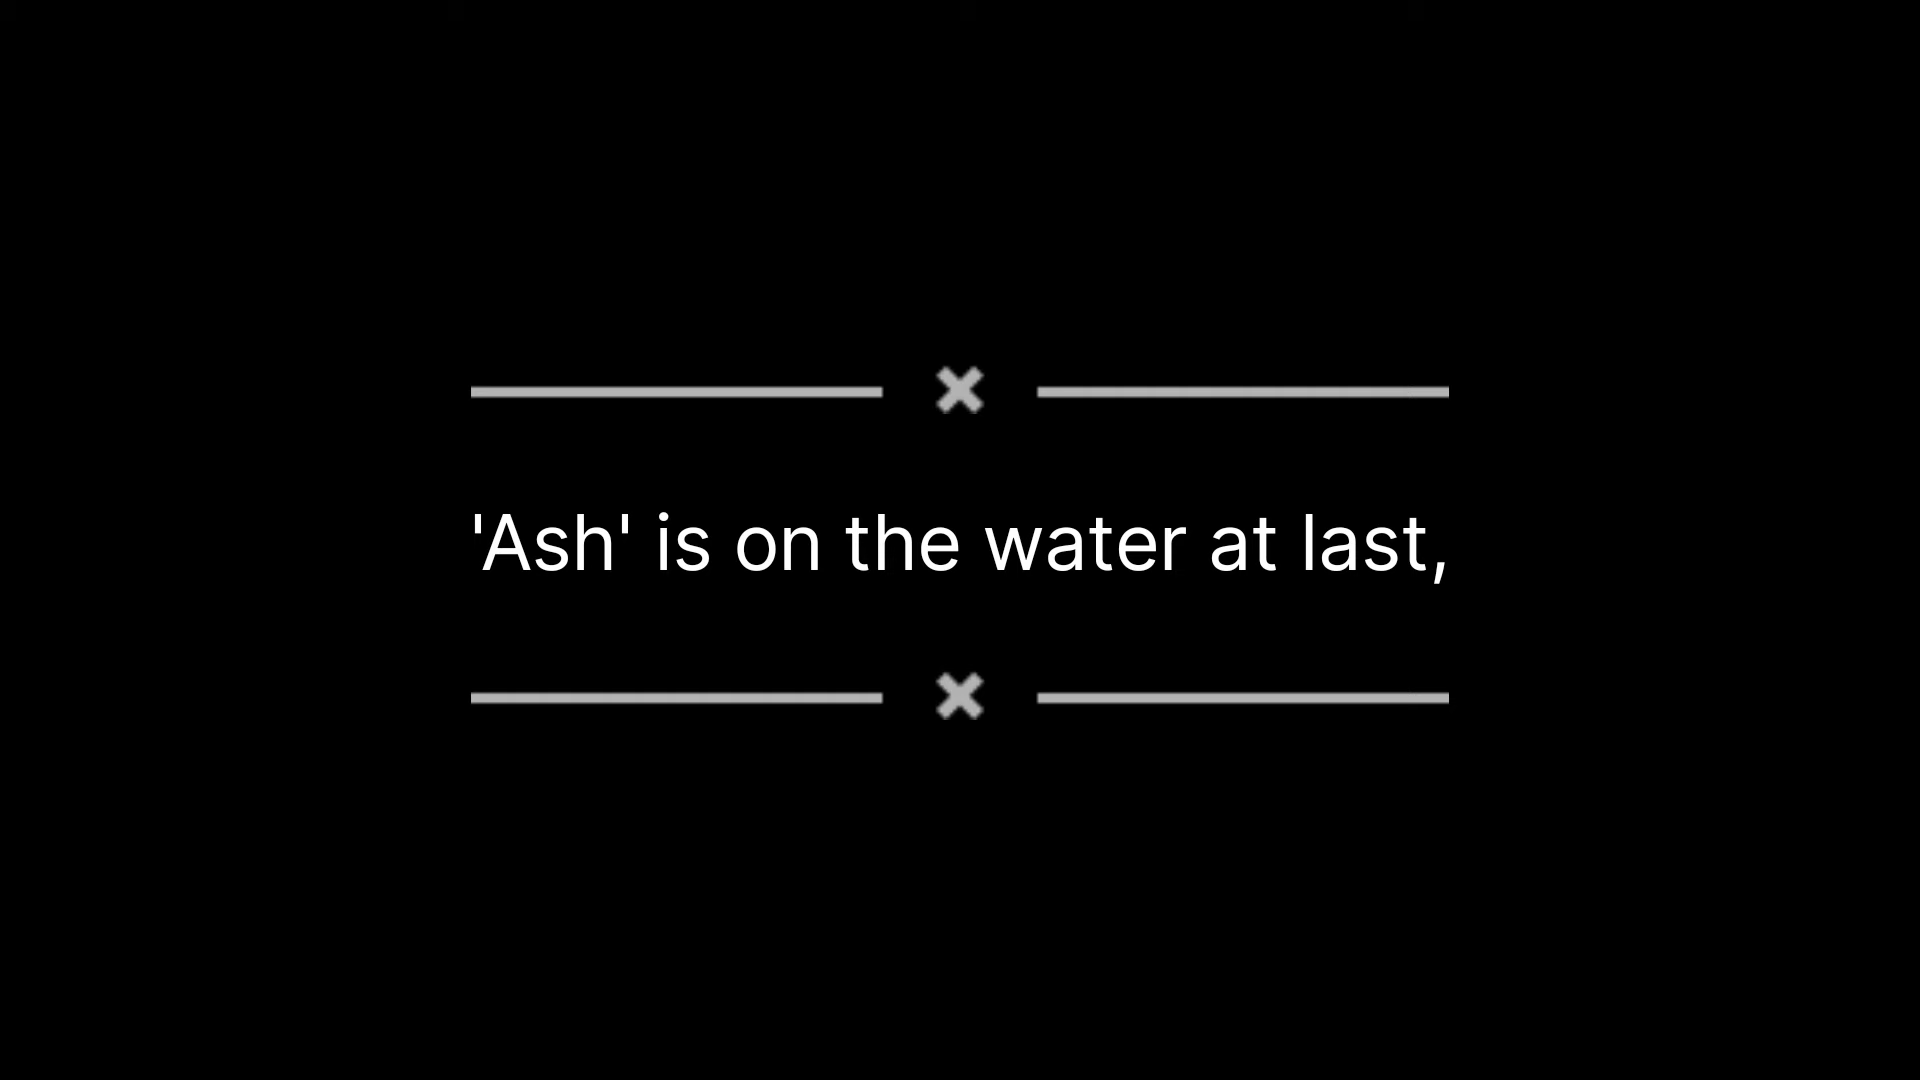 'Ash' is on the water at last,